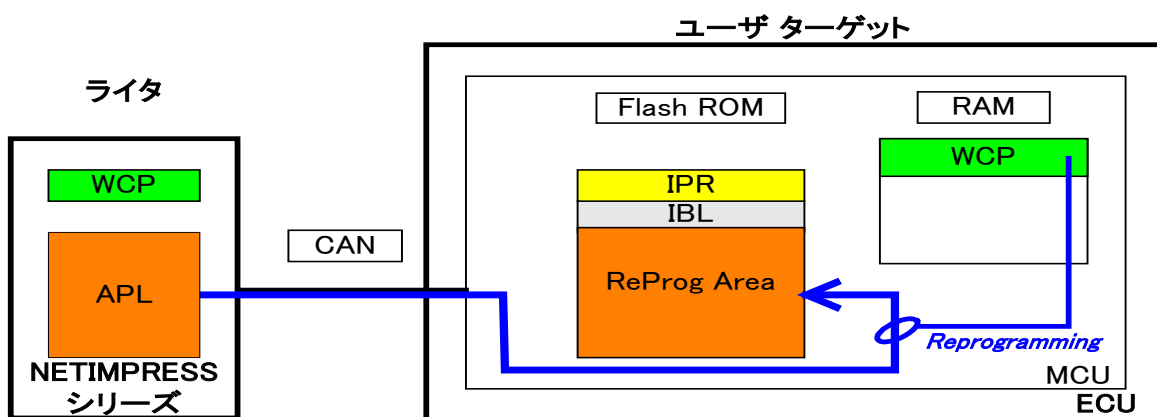 ユーザ ターゲット
ライタ
Flash ROM
RAM
WCP
WCP
IPR
IBL
CAN
APL
ReProg Area
Reprogramming
NETIMPRESS
シリーズ
MCU
ECU